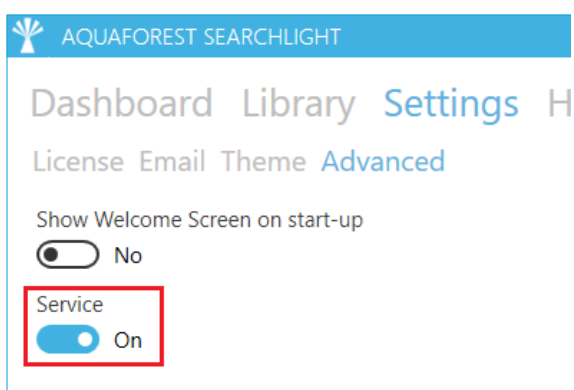 AQUAFOREST SEARCHLIGHT
Dashboard Library Settings H
License Email Theme Advanced
Show Welcome Screen on start-up
No
Service
On